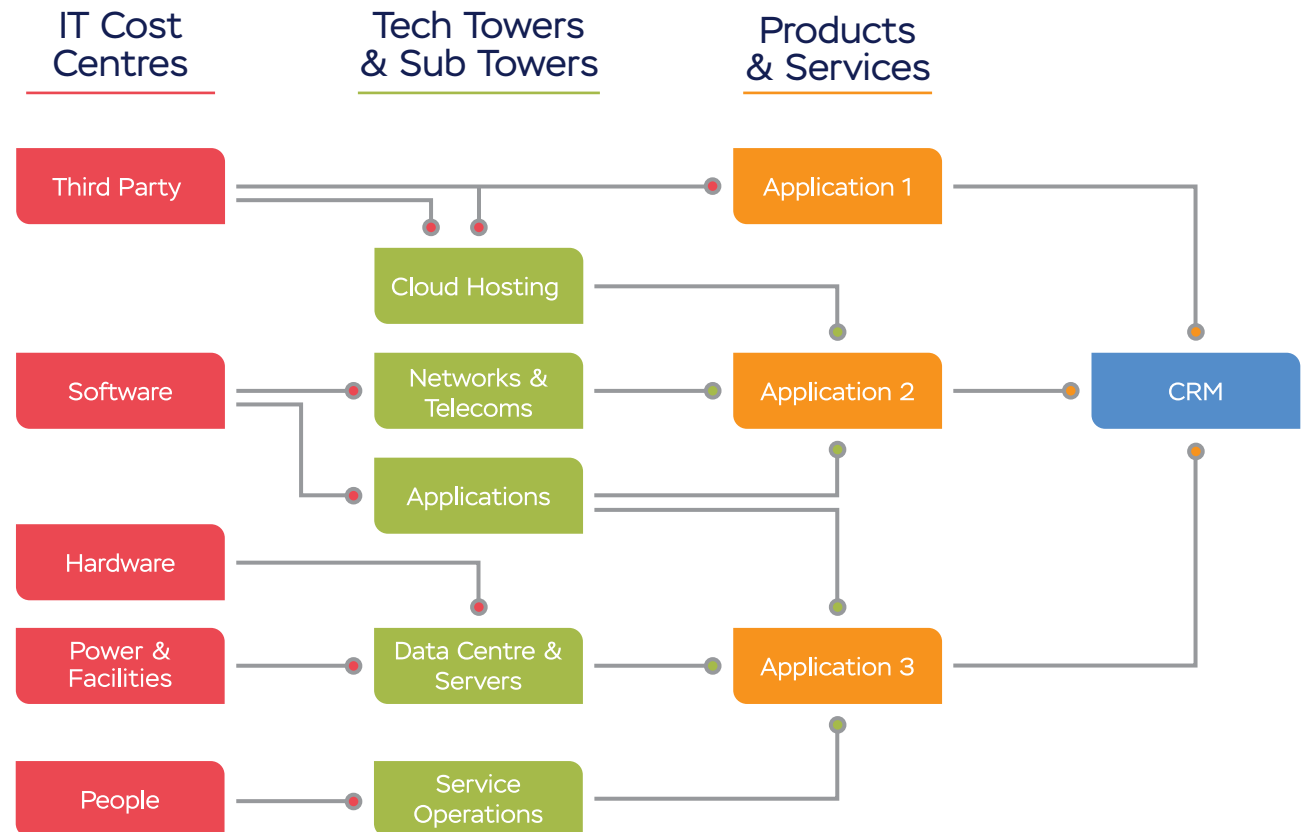 IT Cost
Centres
Tech Towers
& Sub Towers
Products
& Services
Third Party
Application 1
Cloud Hosting
Software
Networks &
Telecoms
Application 2
CRM
Applications
Hardware
Power &
Facilities
Data Centre &
Servers
Application 3
People
Service
Operations